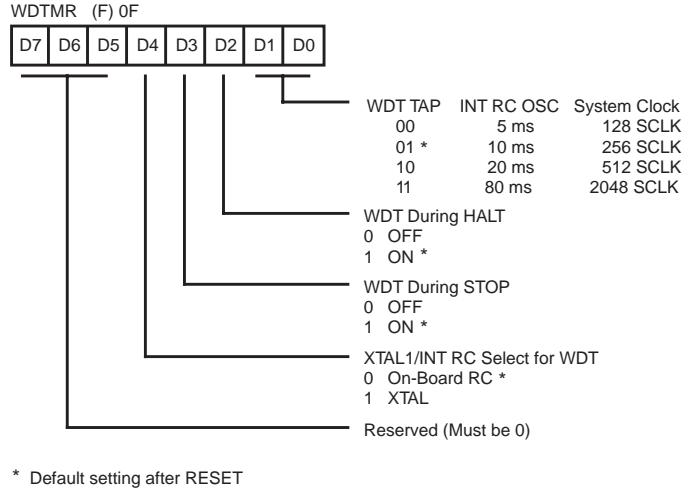 WDTMR (F) 0F
D7 D6 D5 D4 D3 D2 D1 D0
WDT TAP INT RC OSC System Clock
00 5 ms 128 SCLK
01 * 10 ms 256 SCLK
10 20 ms 512 SCLK
11 80 ms 2048 SCLK
WDT During HALT
0 OFF
1 ON *
WDT During STOP
0 OFF
1 ON *
XTAL1/INT RC Select for WDT
0 On-Board RC *
1 XTAL
Reserved (Must be 0)
* Default setting after RESET